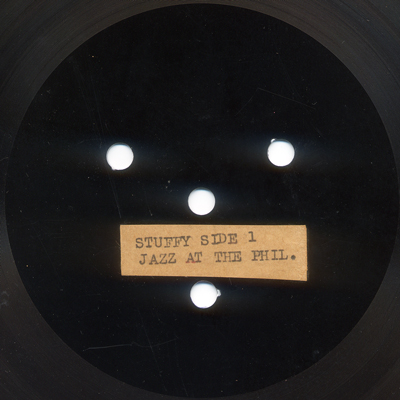 STUFFY SIDE 1
JAZZ AT THE PHIL.